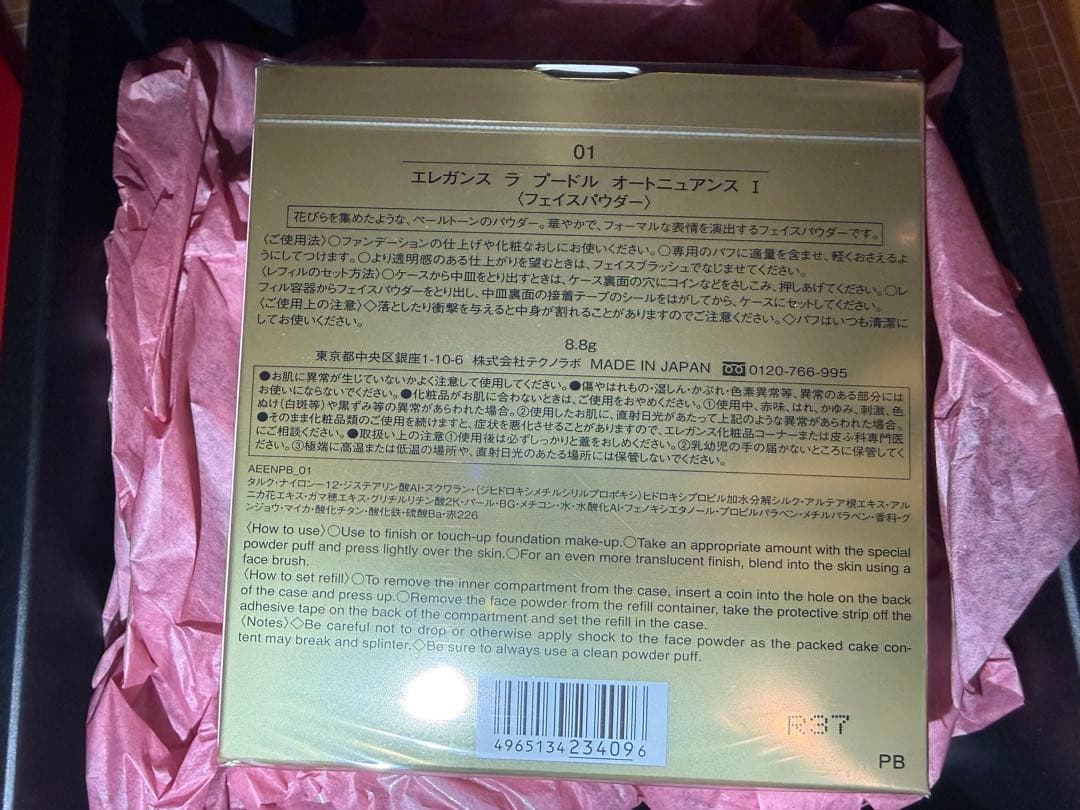 01
エレガンス ラ プードル オートニュアンス I
〈フェイスパウダー〉
花びらを集めたような、ペールトーンのパウダー。華やかで、フォーマルな表情を演出するフェイスパウダーです。
〈ご使用法〉○ファンデーションの仕上げや化粧なおしにお使いください。○専用のパフに適量を含ませ、軽くおさえるよ
うにしてつけます。○より透明感のある仕上がりを望むときは、フェイスブラッシュでなじませてください。
〈レフィルのセット方法〉○ケースから中皿をとり出すときは、ケース裏面の穴にコインなどをさしこみ、押しあげてください。○レ
フィル容器からフェイスパウダーをとり出し、中皿裏面の接着テープのシールをはがしてから、ケースにセットしてください。
〈ご使用上の注意〉◇落としたり衝撃を与えると中身が割れることがありますのでご注意ください。◇パフはいつも清潔に
してお使いください。
8.8g
東京都中央区銀座1-10-6 株式会社テクノラボ MADE IN JAPAN 0120-766-995
●お肌に異常が生じていないかよく注意して使用してください。●傷やはれもの・湿しん・かぶれ・色素異常等、異常のある部分には
お使いにならないでください。●化粧品がお肌に合わないときは、ご使用をおやめください。①使用中、赤味、はれ、かゆみ、刺激、色
ぬけ(白斑等)や黒ずみ等の異常があらわれた場合。②使用したお肌に、直射日光があたって上記のような異常があらわれた場合。
●そのまま化粧品類のご使用を続けますと、症状を悪化させることがありますので、エレガンス化粧品コーナーまたは皮ふ科専門医
にご相談ください。●取扱い上の注意①使用後は必ずしっかりと蓋をおしめください。②乳幼児の手の届かないところに保管してく
ださい。③極端に高温または低温の場所や、直射日光のあたる場所には保管しないでください。
AEENPB_01
タルク・ナイロン-12・ジステアリン酸Al・スクワラン・(ジヒドロキシメチルシリルプロポキシ)ヒドロキシプロピル加水分解シルク・アルテア根エキス・アル
ニカ花エキス・ガマ穂エキス・グリチルリチン酸2K・パール・BG・メチコン・水・水酸化Al・フェノキシエタノール・プロピルパラベン・メチルパラベン・香料・グ
ンジョウ・マイカ・酸化チタン・酸化鉄・硫酸Ba・赤226
〈How to use〉○Use to finish or touch-up foundation make-up.○Take an appropriate amount with the special
powder puff and press lightly over the skin.○For an even more translucent finish, blend into the skin using a
face brush.
〈How to set refill〉○To remove the inner compartment from the case, insert a coin into the hole on the back
of the case and press up.○Remove the face powder from the refill container, take the protective strip off the
adhesive tape on the back of the compartment and set the refill in the case.
〈Notes〉◇Be careful not to drop or otherwise apply shock to the face powder as the packed cake con-
tent may break and splinter.◇Be sure to always use a clean powder puff.
4965134234096
R37
PB